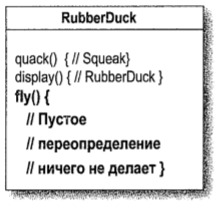 RubberDuck
quack() { // Squeak}
display() { // RubberDuck }
fly() {
// Пустое
// переопределение
// ничего не делает }